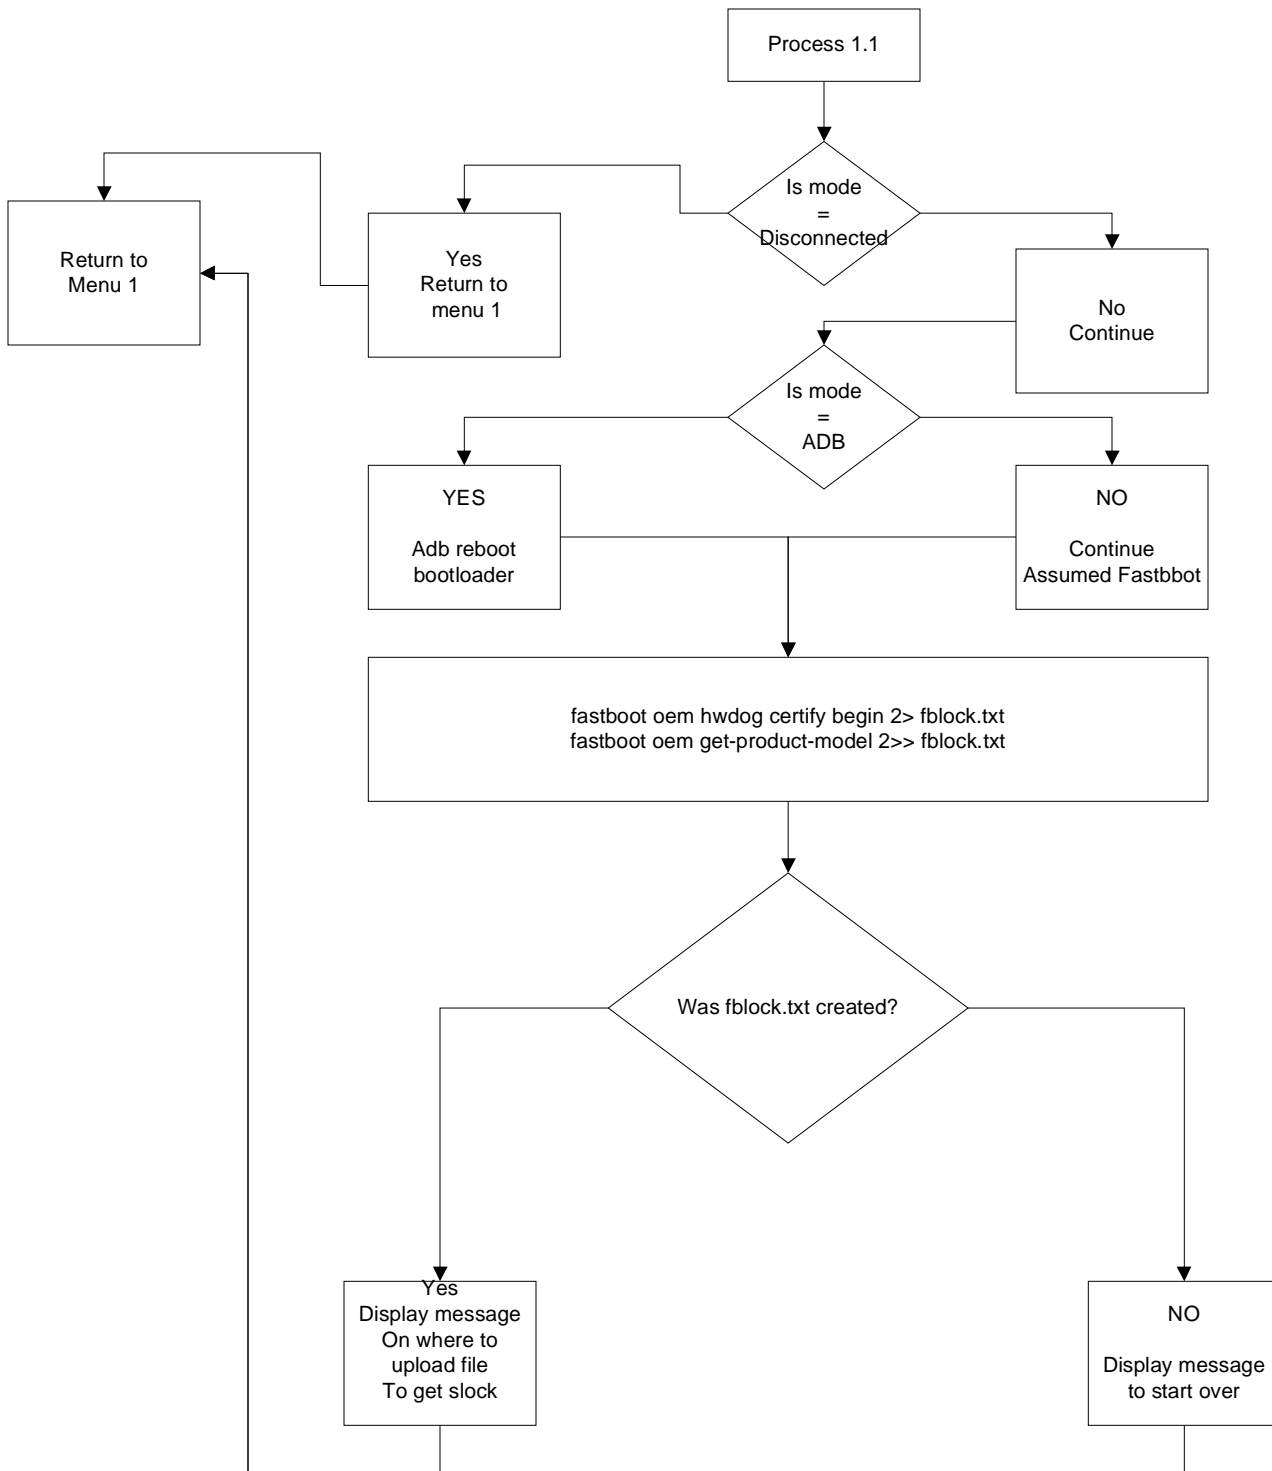 Process 1.1
Is mode
=
Disconnected
Return to
Menu 1
Yes
Return to
menu 1
No
Continue
Is mode
=
ADB
YES
Adb reboot
bootloader
NO
Continue
Assumed Fastbbot
fastboot oem hwdog certify begin 2> fblock.txt
fastboot oem get-product-model 2>> fblock.txt
Was fblock.txt created?
Yes
Display message
On where to
upload file
To get slock
NO
Display message
to start over